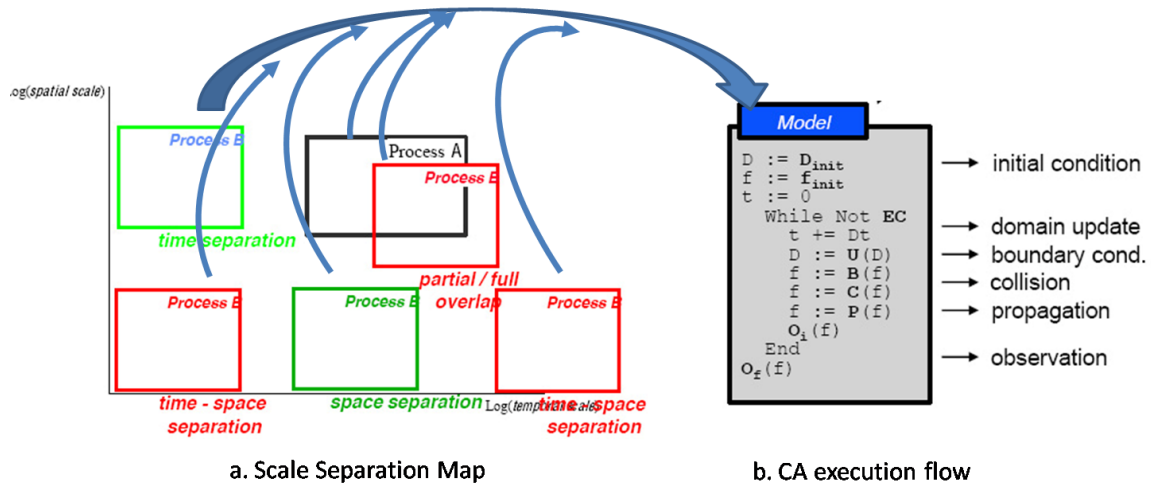 log(spatial scale)
Process B
time separation
Process A
Process B
partial / full
overlap
Process B
time - space
separation
Process B
space separation
Log(temporal scale)
Process B
time - space
separation
a. Scale Separation Map
Model
D := Dinit
f := finit
t := 0
While Not EC
t += Dt
D := U(D)
f := B(f)
f := C(f)
f := P(f)
Oi(f)
End
Of(f)
initial condition
domain update
boundary cond.
collision
propagation
observation
b. CA execution flow